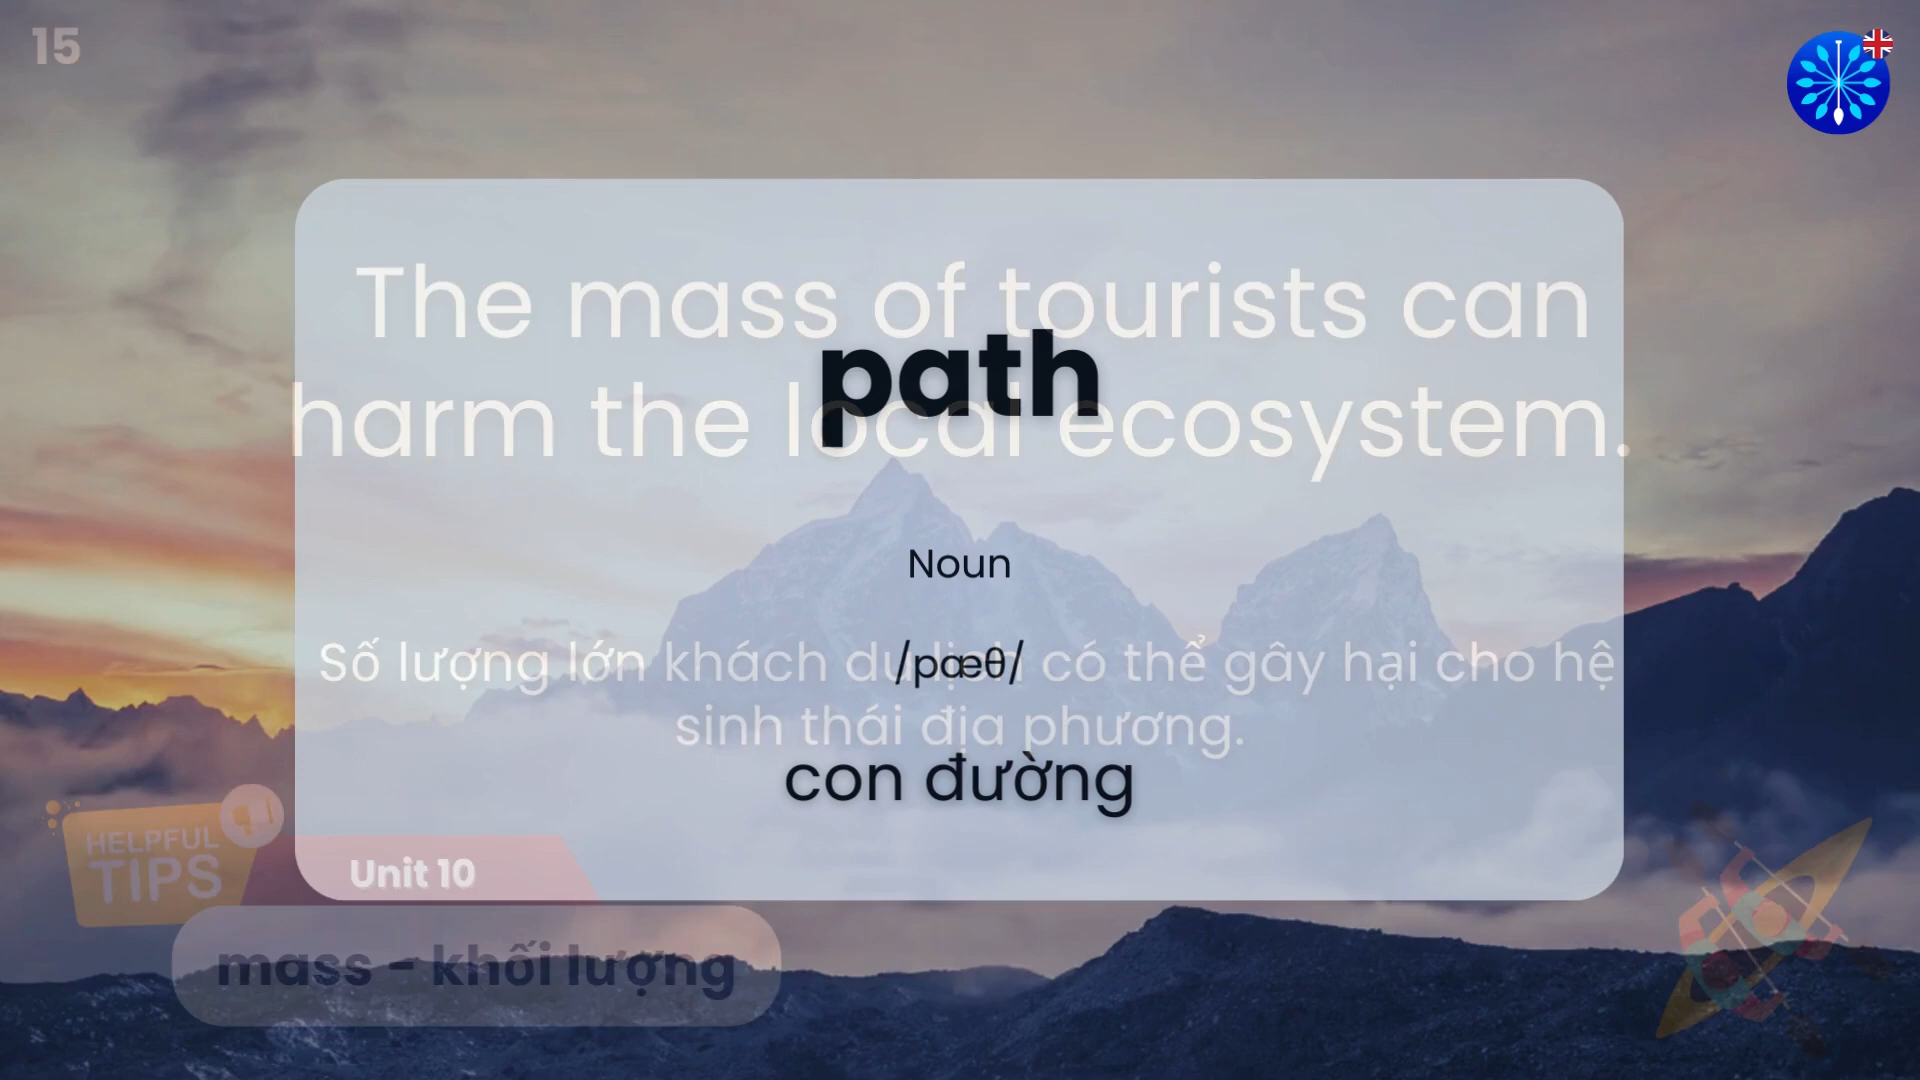 15
The mass of tourists can
path
harm the local ecosystem.
Noun
/pæθ/
Số lượng lớn khách du lịch có thể gây hại cho hệ
sinh thái địa phương.
con đường
HELPFUL
TIPS
Unit 10
mass - khối lượng